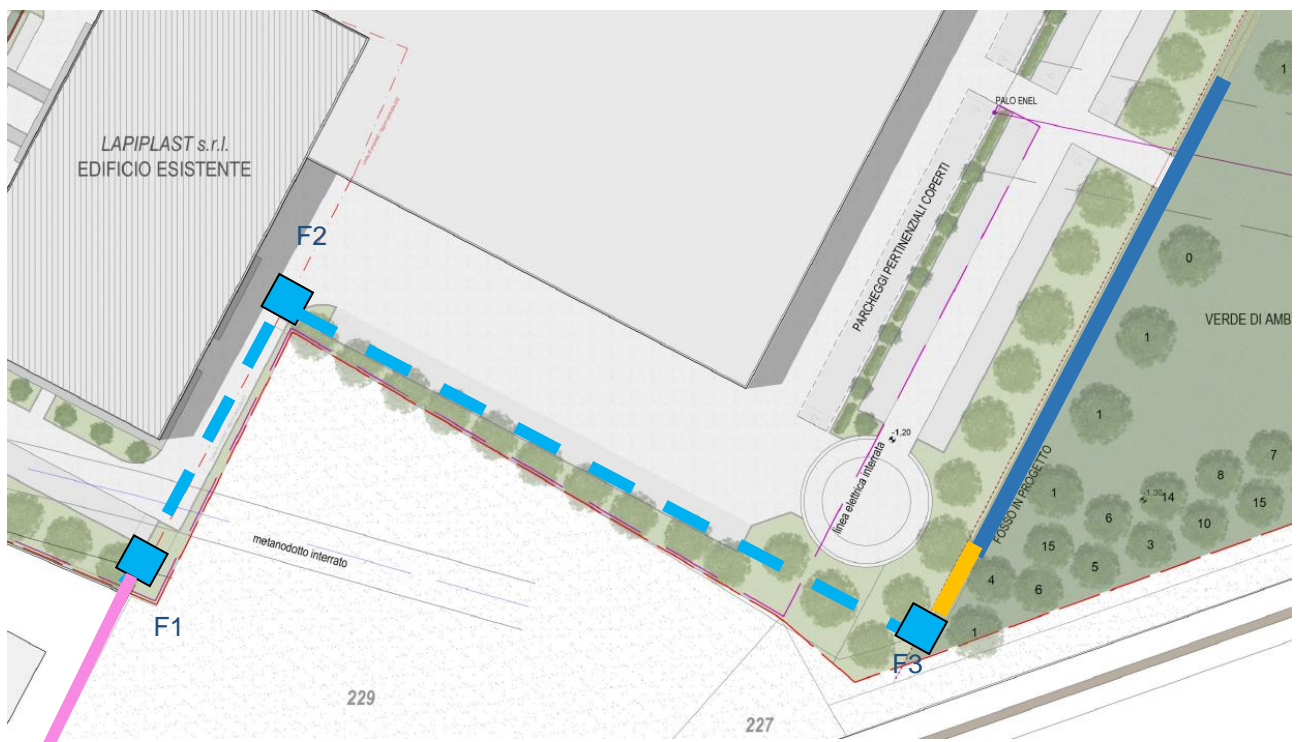 1
PALO ENEL
LAPIPLAST s.r.l.
EDIFICIO ESISTENTE
PARCHEGGI PERTINENZIALI COPERTI
F2
0
VERDE DI AMB
1
1
-1,20
linea elettrica interrata
FOSSO IN PROGETTO
7
8
1
-1,30
14
15
6
10
metanodotto interrato
15
3
5
4
6
F1
1
F3
229
227